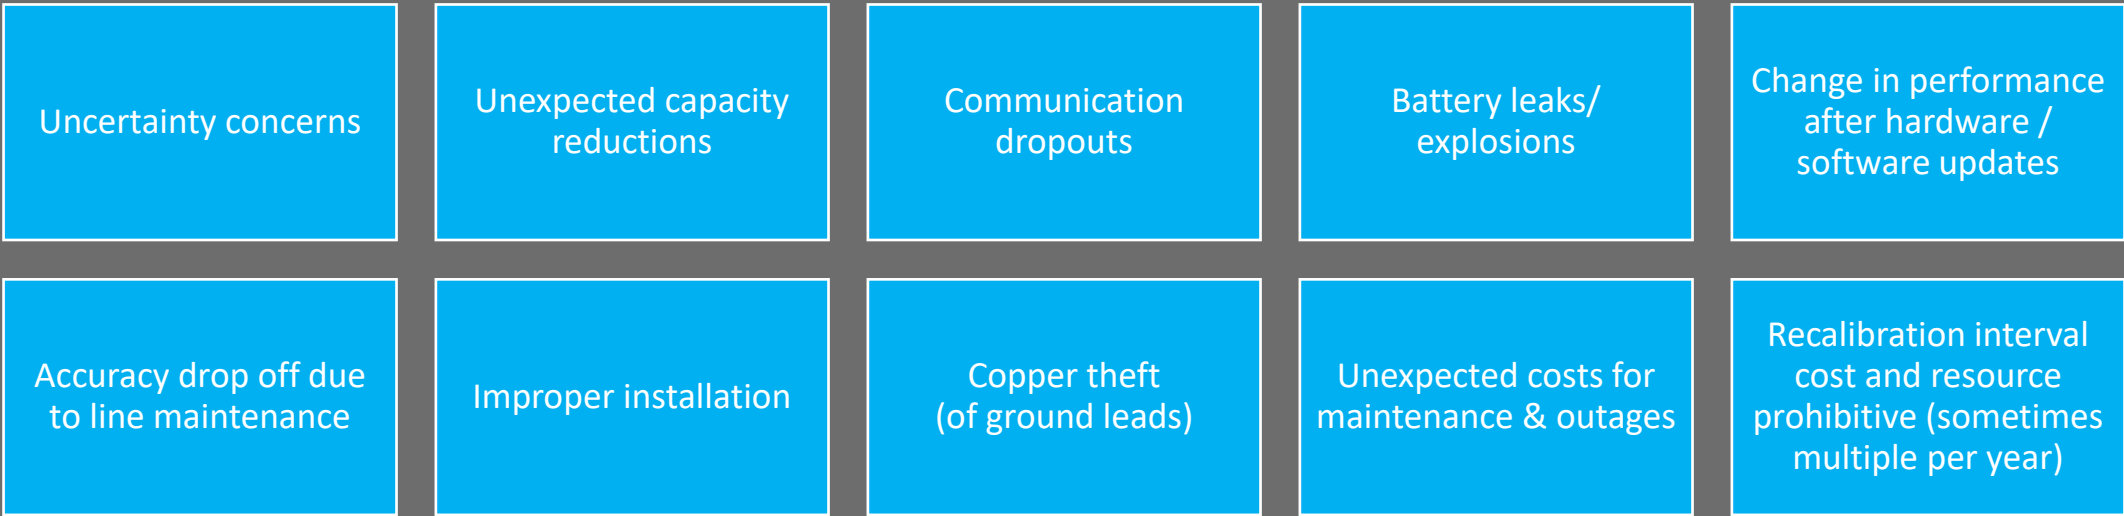 Uncertainty concerns
Unexpected capacity
reductions
Communication
dropouts
Battery leaks/
explosions
Change in performance
after hardware /
software updates
Accuracy drop off due
to line maintenance
Improper installation
Copper theft
(of ground leads)
Unexpected costs for
maintenance & outages
Recalibration interval
cost and resource
prohibitive (sometimes
multiple per year)